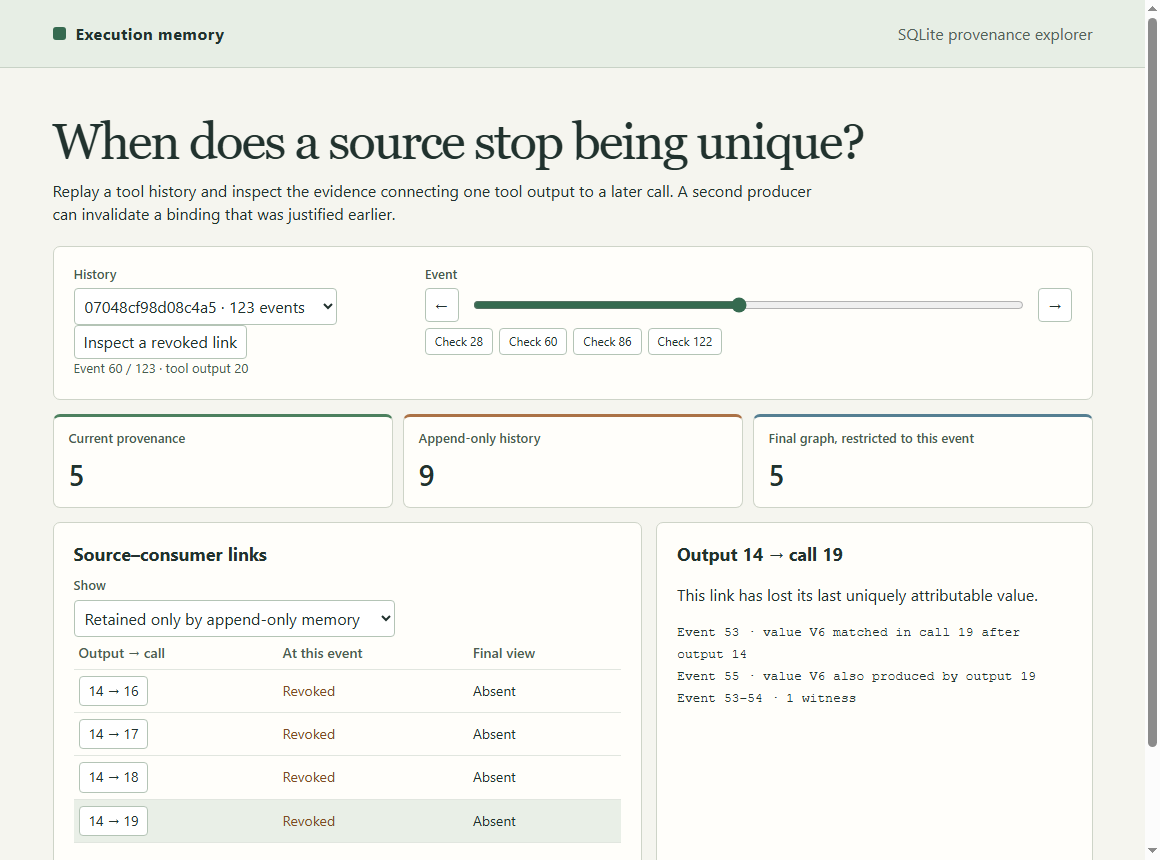 Execution memory
SQLite provenance explorer
When does a source stop being unique?
Replay a tool history and inspect the evidence connecting one tool output to a later call. A second producer
can invalidate a binding that was justified earlier.
History
07048cf98d08c4a5 · 123 events
Inspect a revoked link
Event 60 / 123 · tool output 20
Event
←
→
Check 28
Check 60
Check 86
Check 122
Current provenance
5
Append-only history
9
Final graph, restricted to this event
5
Source–consumer links
Show
Retained only by append-only memory
Output → call At this event Final view
14 → 16 Revoked Absent
14 → 17 Revoked Absent
14 → 18 Revoked Absent
14 → 19 Revoked Absent
Output 14 → call 19
This link has lost its last uniquely attributable value.
Event 53 · value V6 matched in call 19 after
output 14
Event 55 · value V6 also produced by output 19
Event 53–54 · 1 witness